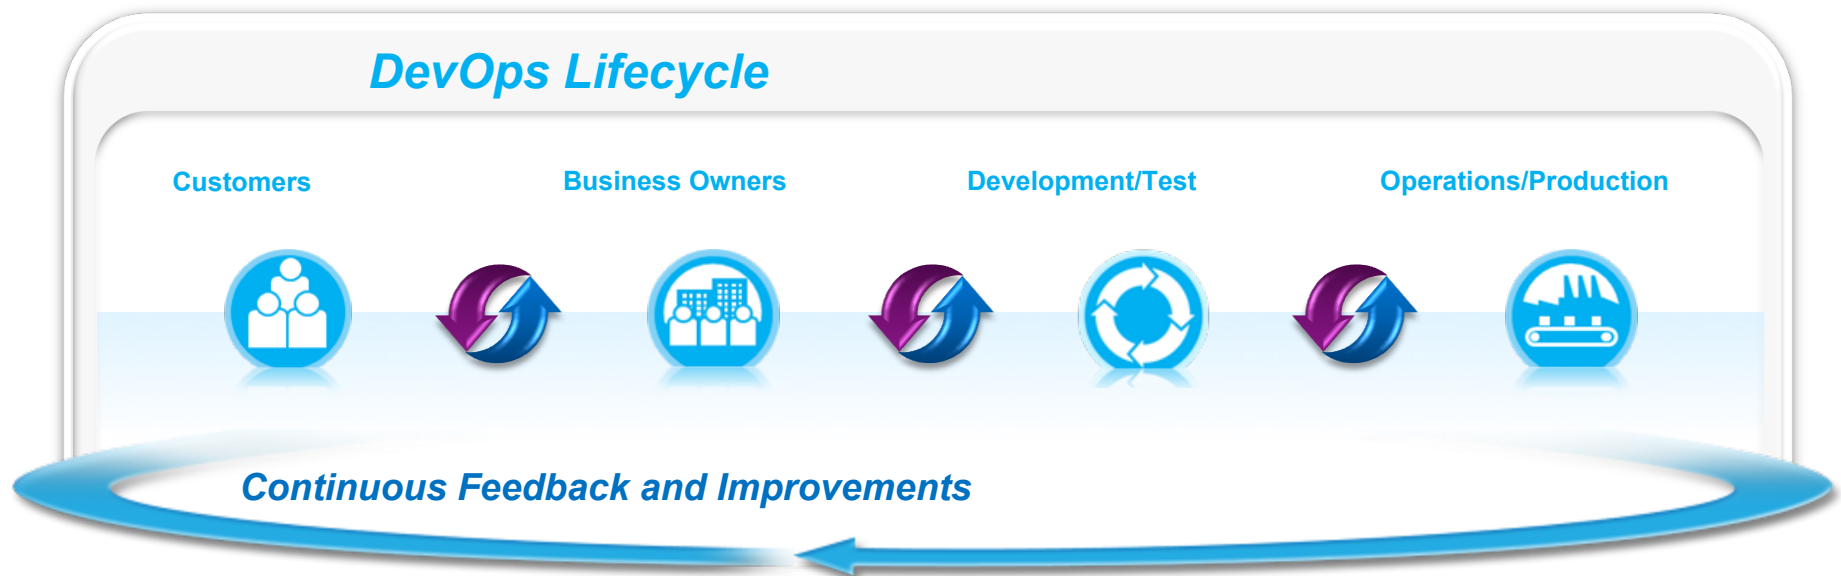 DevOps Lifecycle
Customers
Business Owners
Development/Test
Operations/Production
Continuous Feedback and Improvements